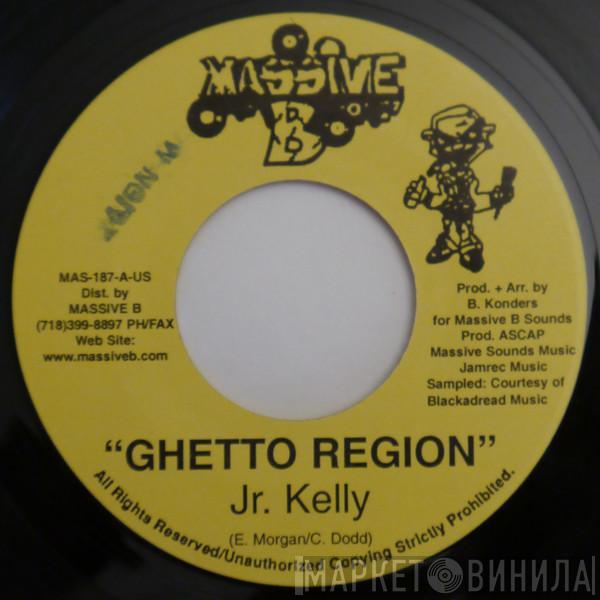 MASSIVE
B
MAS-187-A-US
Dist. by
MASSIVE B
(718)399-8897 PH/FAX
Web Site:
www.massiveb.com
Prod. + Arr. by
B. Konders
for Massive B Sounds
Prod. ASCAP
Massive Sounds Music
Jamrec Music
Sampled: Courtesy of
Blackadread Music
“GHETTO REGION”
Jr. Kelly
(E. Morgan/C. Dodd)
All Rights Reserved/Unauthorized Copying Strictly Prohibited.
МАРКЕТ ВИНИЛА